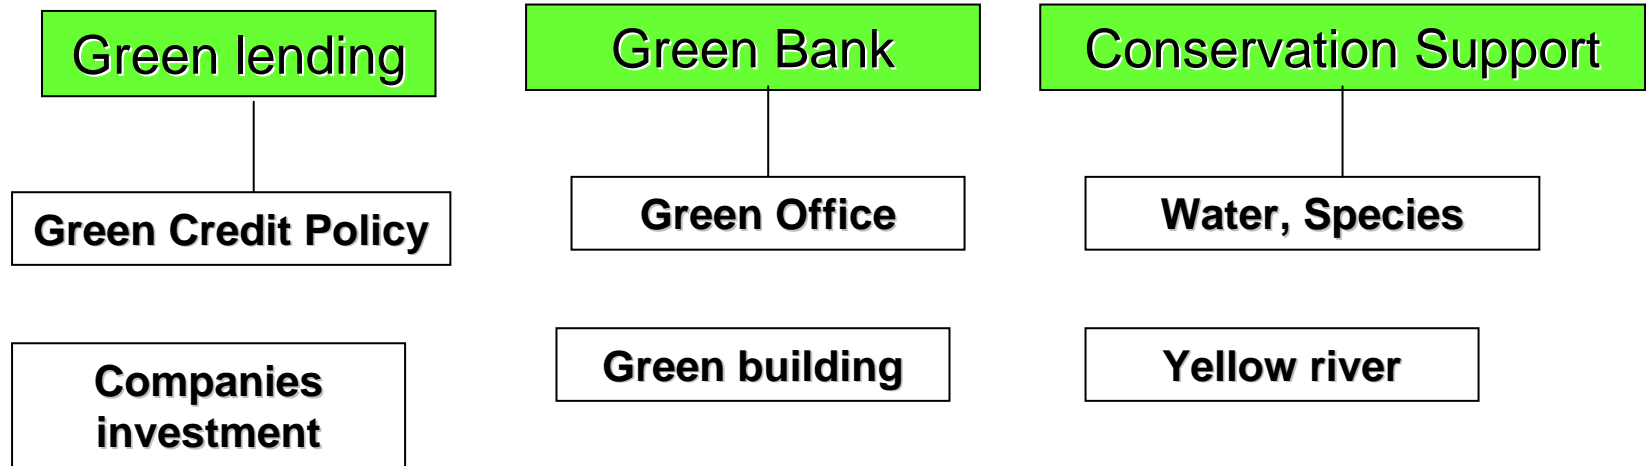 Green lending
Green Bank
Conservation Support
Green Credit Policy
Green Office
Water, Species
Companies
investment
Green building
Yellow river